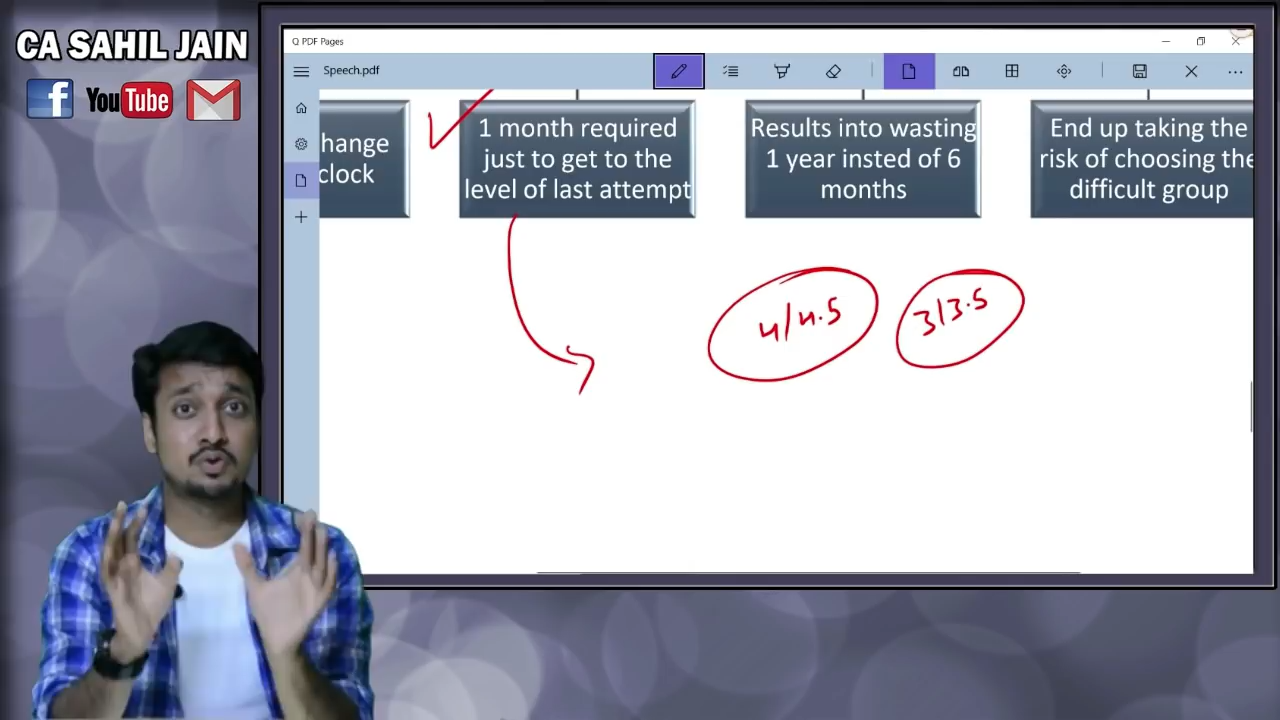 CA SAHIL JAIN
f YouTube M
Q PDF Pages
Speech.pdf
hange
clock
1 month required
just to get to the
level of last attempt
Results into wasting
1 year insted of 6
months
End up taking the
risk of choosing the
difficult group
4/4.5
3/3.5